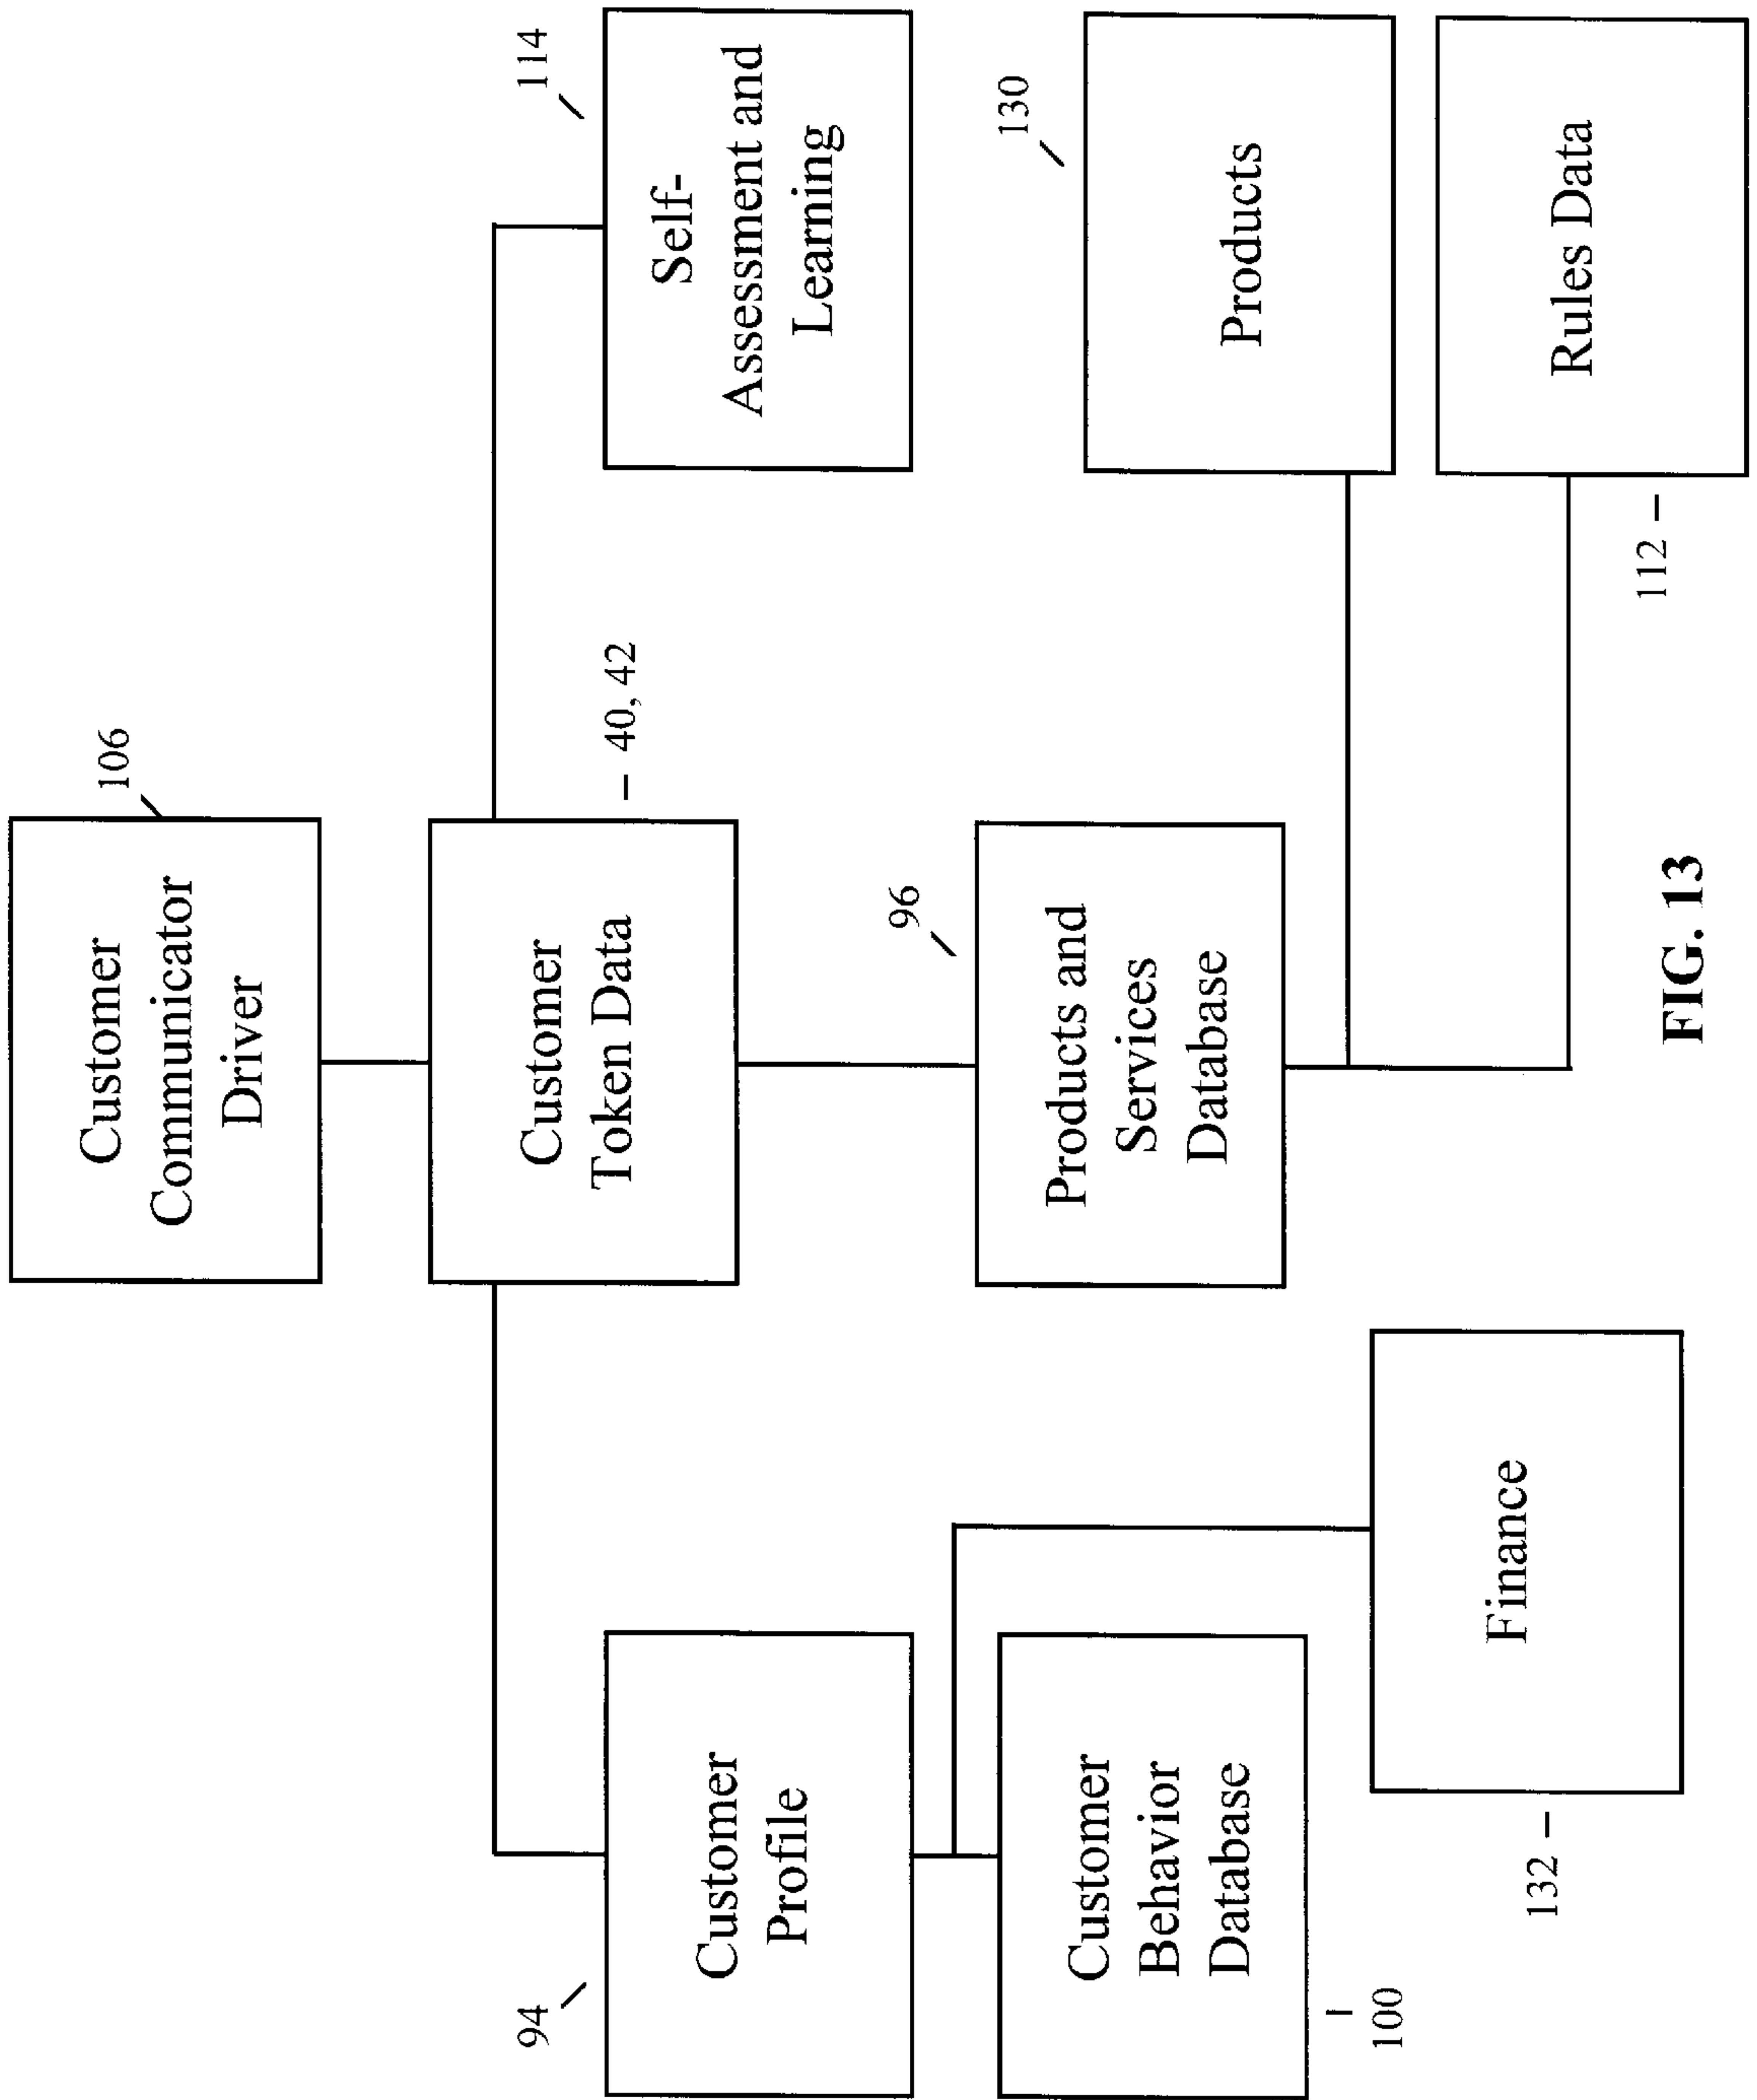 106
Customer
Communicator
Driver
Customer
Token Data
40, 42
114
Self-
Assessment and
Learning
94
Customer
Profile
96
Products and
Services
Database
130
Products
Customer
Behavior
Database
100
Finance
132
Rules Data
112
FIG. 13